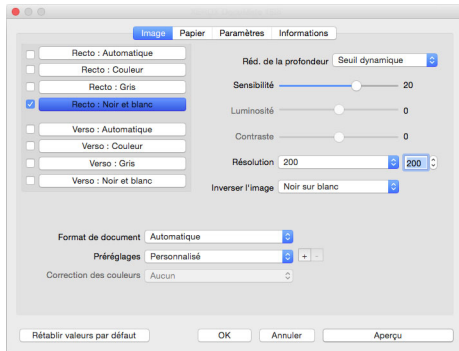 Image Papier Paramètres Informations
Recto : Automatique
Recto : Couleur
Recto : Gris
Recto : Noir et blanc
Verso : Automatique
Verso : Couleur
Verso : Gris
Verso : Noir et blanc
Réd. de la profondeur Seuil dynamique
Sensibilité 20
Luminosité 0
Contraste 0
Résolution 200 200
Inverser l'image Noir sur blanc
Format de document Automatique
Préréglages Personnalisé + -
Correction des couleurs Aucun
Rétablir valeurs par défaut OK Annuler Aperçu